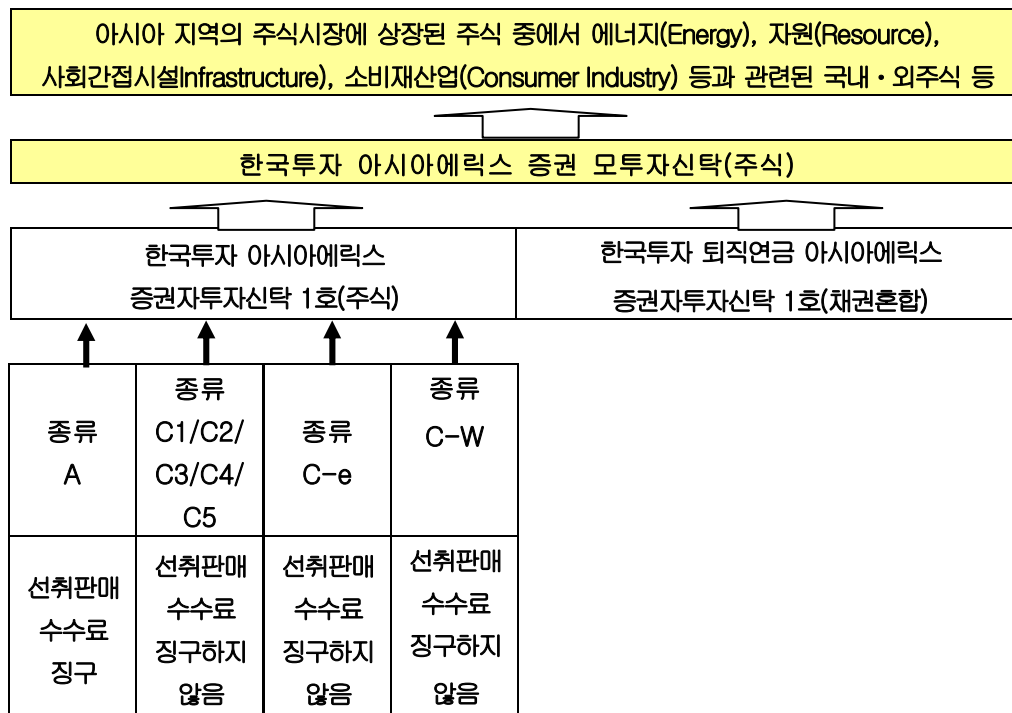 아시아 지역의 주식시장에 상장된 주식 중에서 에너지(Energy), 자원(Resource),
사회간접시설Infrastructure), 소비재산업(Consumer Industry) 등과 관련된 국내·외주식 등
한국투자 아시아에릭스 증권 모투자신탁(주식)
한국투자 아시아에릭스
증권자투자신탁 1호(주식)
한국투자 퇴직연금 아시아에릭스
증권자투자신탁 1호(채권혼합)
종류
A
종류
C1/C2/
C3/C4/
C5
종류
C-e
종류
C-W
선취판매
수수료
징구
선취판매
수수료
징구하지
않음
선취판매
수수료
징구하지
않음
선취판매
수수료
징구하지
않음